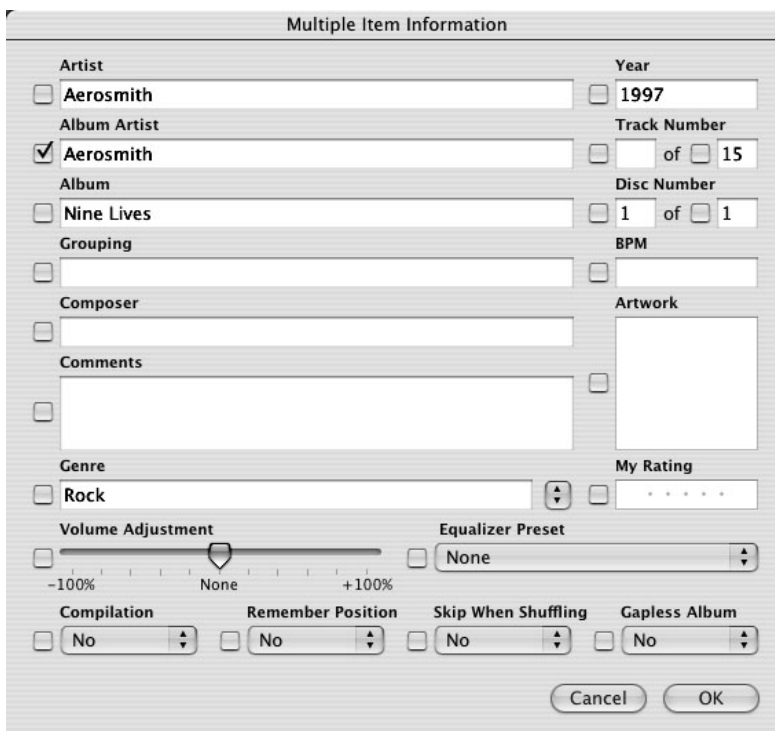 Multiple Item Information
Artist Year
Aerosmith 1997
Album Artist Track Number
Aerosmith of 15
Album Disc Number
Nine Lives 1 of 1
Grouping BPM
Composer Artwork
Comments
Genre My Rating
Rock
Volume Adjustment Equalizer Preset
None
-100% None +100%
Compilation Remember Position Skip When Shuffling Gapless Album
No No No No
Cancel OK